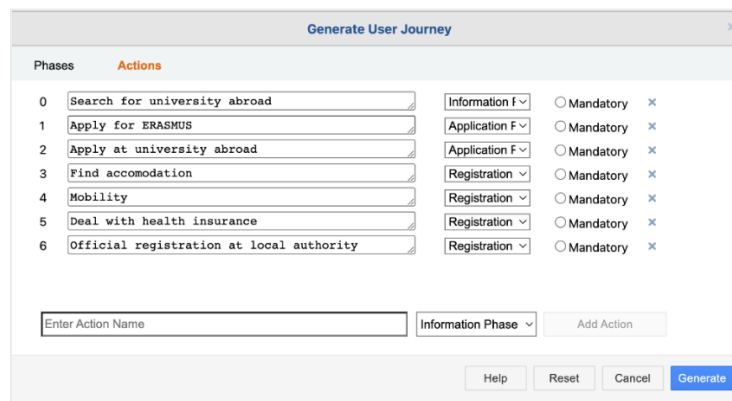 Generate User Journey
Phases Actions
0 Search for university abroad Information F Mandatory
1 Apply for ERASMUS Application F Mandatory
2 Apply at university abroad Application F Mandatory
3 Find accomodation Registration Mandatory
4 Mobility Registration Mandatory
5 Deal with health insurance Registration Mandatory
6 Official registration at local authority Registration Mandatory
Enter Action Name Information Phase Add Action
Help Reset Cancel Generate